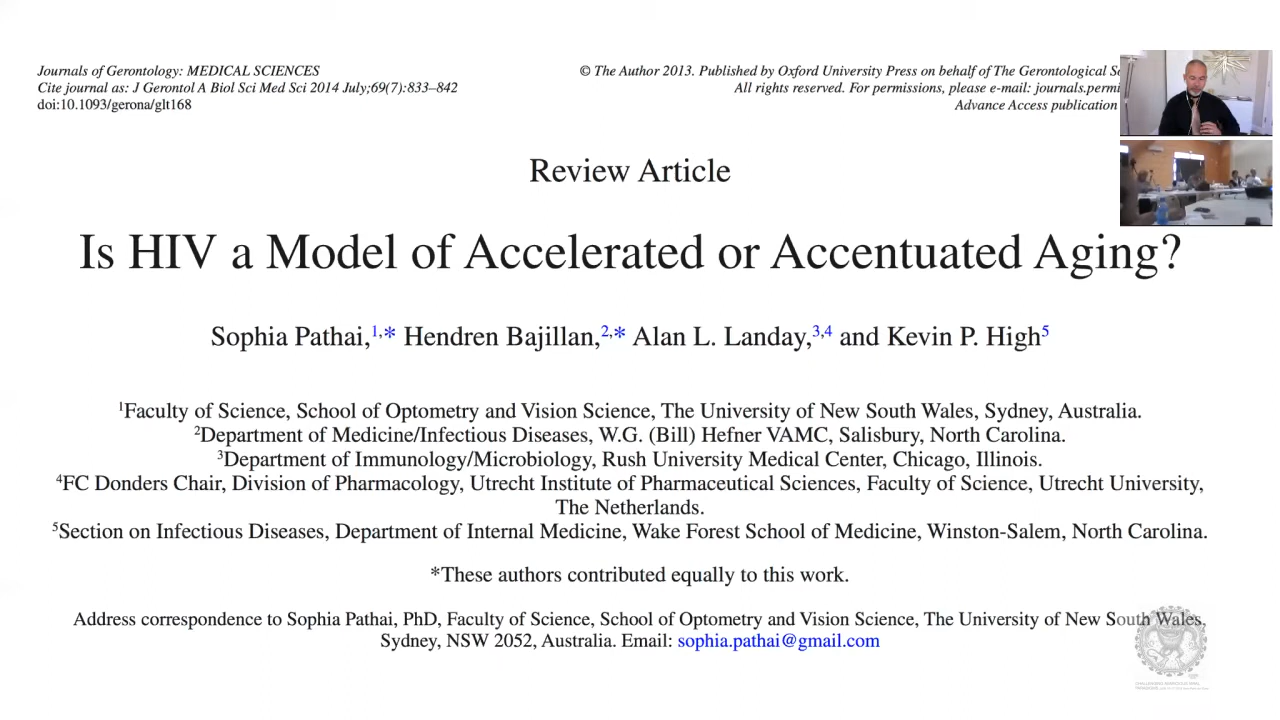 Journals of Gerontology: MEDICAL SCIENCES
Cite journal as: J Gerontol A Biol Sci Med Sci 2014 July;69(7):833–842
doi:10.1093/gerona/glt168
© The Author 2013. Published by Oxford University Press on behalf of The Gerontological
All rights reserved. For permissions, please e-mail:
Advance Access publication
Review Article
Is HIV a Model of Accelerated or Accentuated Aging?
Sophia Pathai,1,* Hendren Bajillan,2,* Alan L. Landay,3,4 and Kevin P. High5
1Faculty of Science, School of Optometry and Vision Science, The University of New South Wales, Sydney, Australia.
2Department of Medicine/Infectious Diseases, W.G. (Bill) Hefner VAMC, Salisbury, North Carolina.
3Department of Immunology/Microbiology, Rush University Medical Center, Chicago, Illinois.
4FC Donders Chair, Division of Pharmacology, Utrecht Institute of Pharmaceutical Sciences, Faculty of Science, Utrecht University,
The Netherlands.
5Section on Infectious Diseases, Department of Internal Medicine, Wake Forest School of Medicine, Winston-Salem, North Carolina.
*These authors contributed equally to this work.
Address correspondence to Sophia Pathai, PhD, Faculty of Science, School of Optometry and Vision Science, The University of New South Wales,
Sydney, NSW 2052, Australia. Email: sophia.pathai@gmail.com